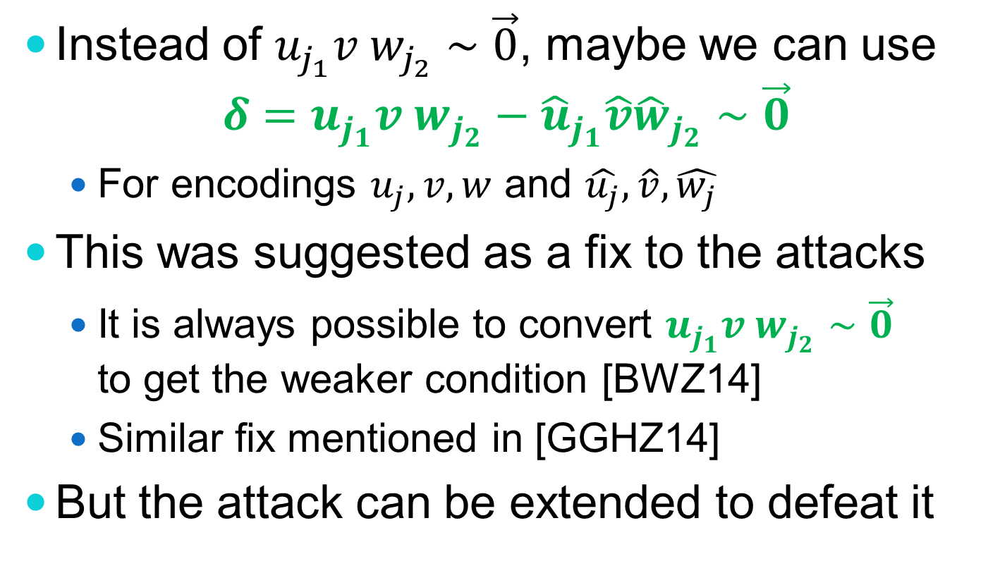 • Instead of $u_{j_1} v \, w_{j_2} \sim \vec{0}$, maybe we can use
$\boldsymbol{\delta = u_{j_1} v \, w_{j_2} - \hat{u}_{j_1} \hat{v} \hat{w}_{j_2} \sim \vec{0}}$
• For encodings $u_j, v, w$ and $\widehat{u_j}, \hat{v}, \widehat{w_j}$
• This was suggested as a fix to the attacks
• It is always possible to convert $\boldsymbol{u_{j_1} v \, w_{j_2} \sim \vec{0}}$
to get the weaker condition [BWZ14]
• Similar fix mentioned in [GGHZ14]
• But the attack can be extended to defeat it